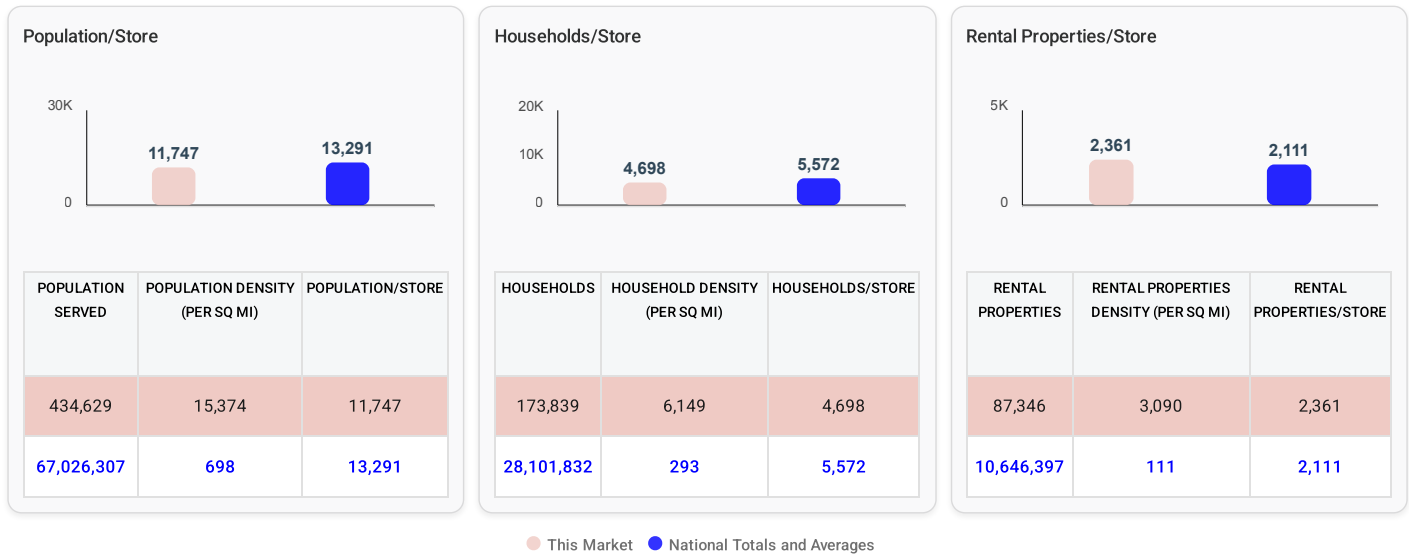 Population/Store
30K
0
11,747
13,291
POPULATION SERVED
POPULATION DENSITY (PER SQ MI)
POPULATION/STORE
434,629
15,374
11,747
67,026,307
698
13,291
Households/Store
20K
10K
0
4,698
5,572
HOUSEHOLDS
HOUSEHOLD DENSITY (PER SQ MI)
HOUSEHOLDS/STORE
173,839
6,149
4,698
28,101,832
293
5,572
Rental Properties/Store
5K
0
2,361
2,111
RENTAL PROPERTIES
RENTAL PROPERTIES DENSITY (PER SQ MI)
RENTAL PROPERTIES/STORE
87,346
3,090
2,361
10,646,397
111
2,111
This Market
National Totals and Averages